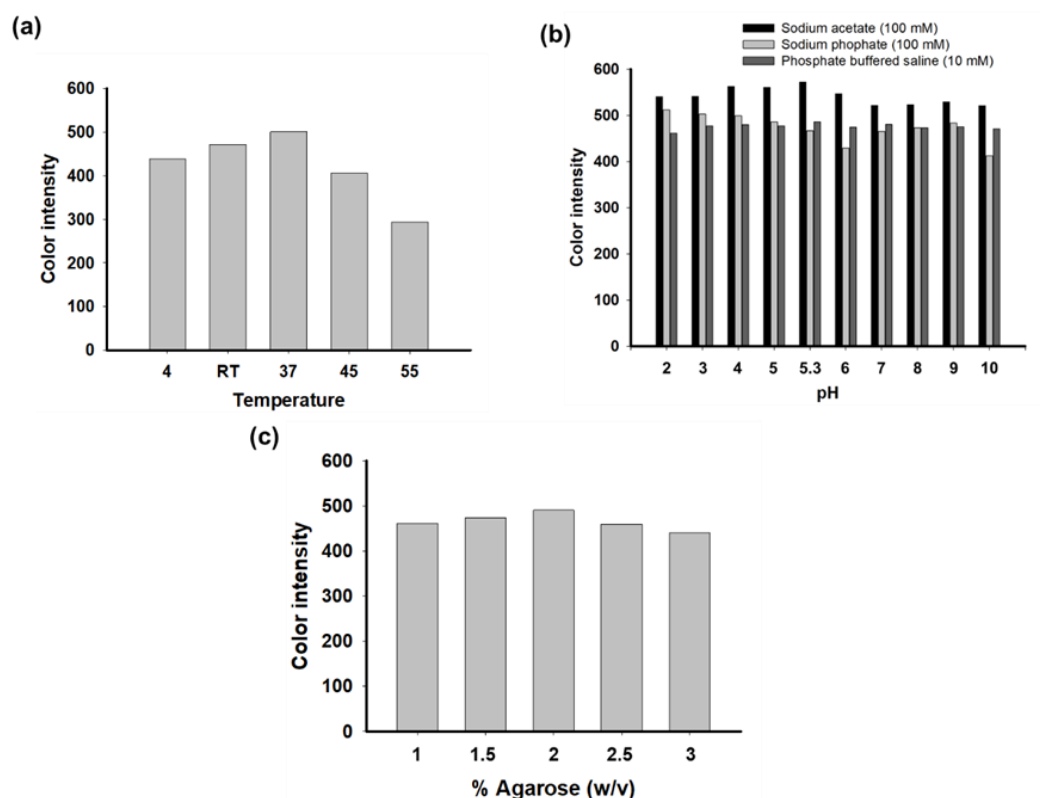 (a)
600
500
400
300
200
100
0
Color intensity
4 RT 37 45 55
Temperature
(b)
Sodium acetate (100 mM)
Sodium phophate (100 mM)
Phosphate buffered saline (10 mM)
600
500
400
300
200
100
0
Color intensity
2 3 4 5 5.3 6 7 8 9 10
pH
(c)
600
500
400
300
200
100
0
Color intensity
1 1.5 2 2.5 3
% Agarose (w/v)